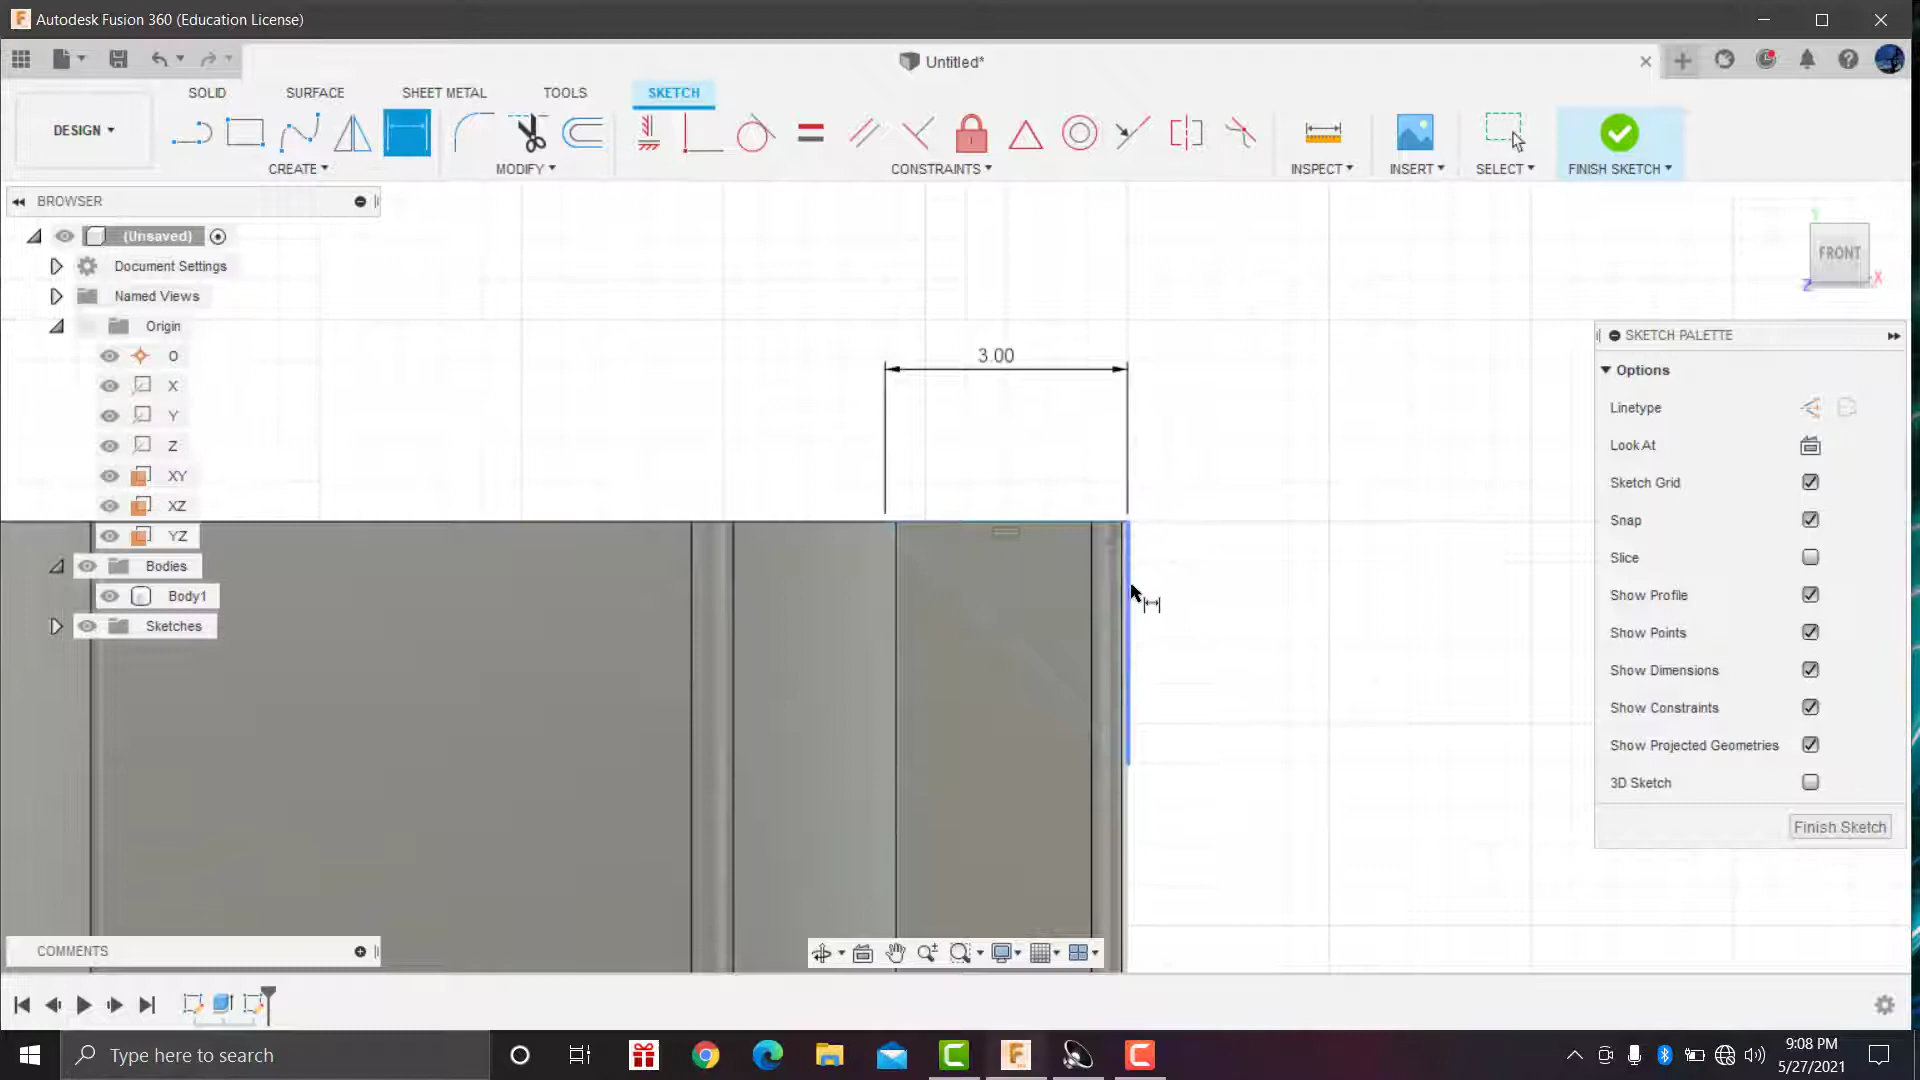 Autodesk Fusion 360 (Education License)
Untitled*
SOLID SURFACE SHEET METAL TOOLS SKETCH
DESIGN
CREATE MODIFY CONSTRAINTS INSPECT INSERT SELECT FINISH SKETCH
BROWSER
(Unsaved)
Document Settings
Named Views
Origin
O
X
Y
Z
XY
XZ
YZ
Bodies
Body1
Sketches
3.00
Y
FRONT
X
Z
SKETCH PALETTE
Options
Linetype
Look At
Sketch Grid
Snap
Slice
Show Profile
Show Points
Show Dimensions
Show Constraints
Show Projected Geometries
3D Sketch
Finish Sketch
COMMENTS
Type here to search
9:08 PM
5/27/2021